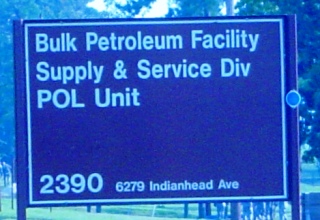 Bulk Petroleum Facility
Supply & Service Div
POL Unit
2390 6279 Indianhead Ave